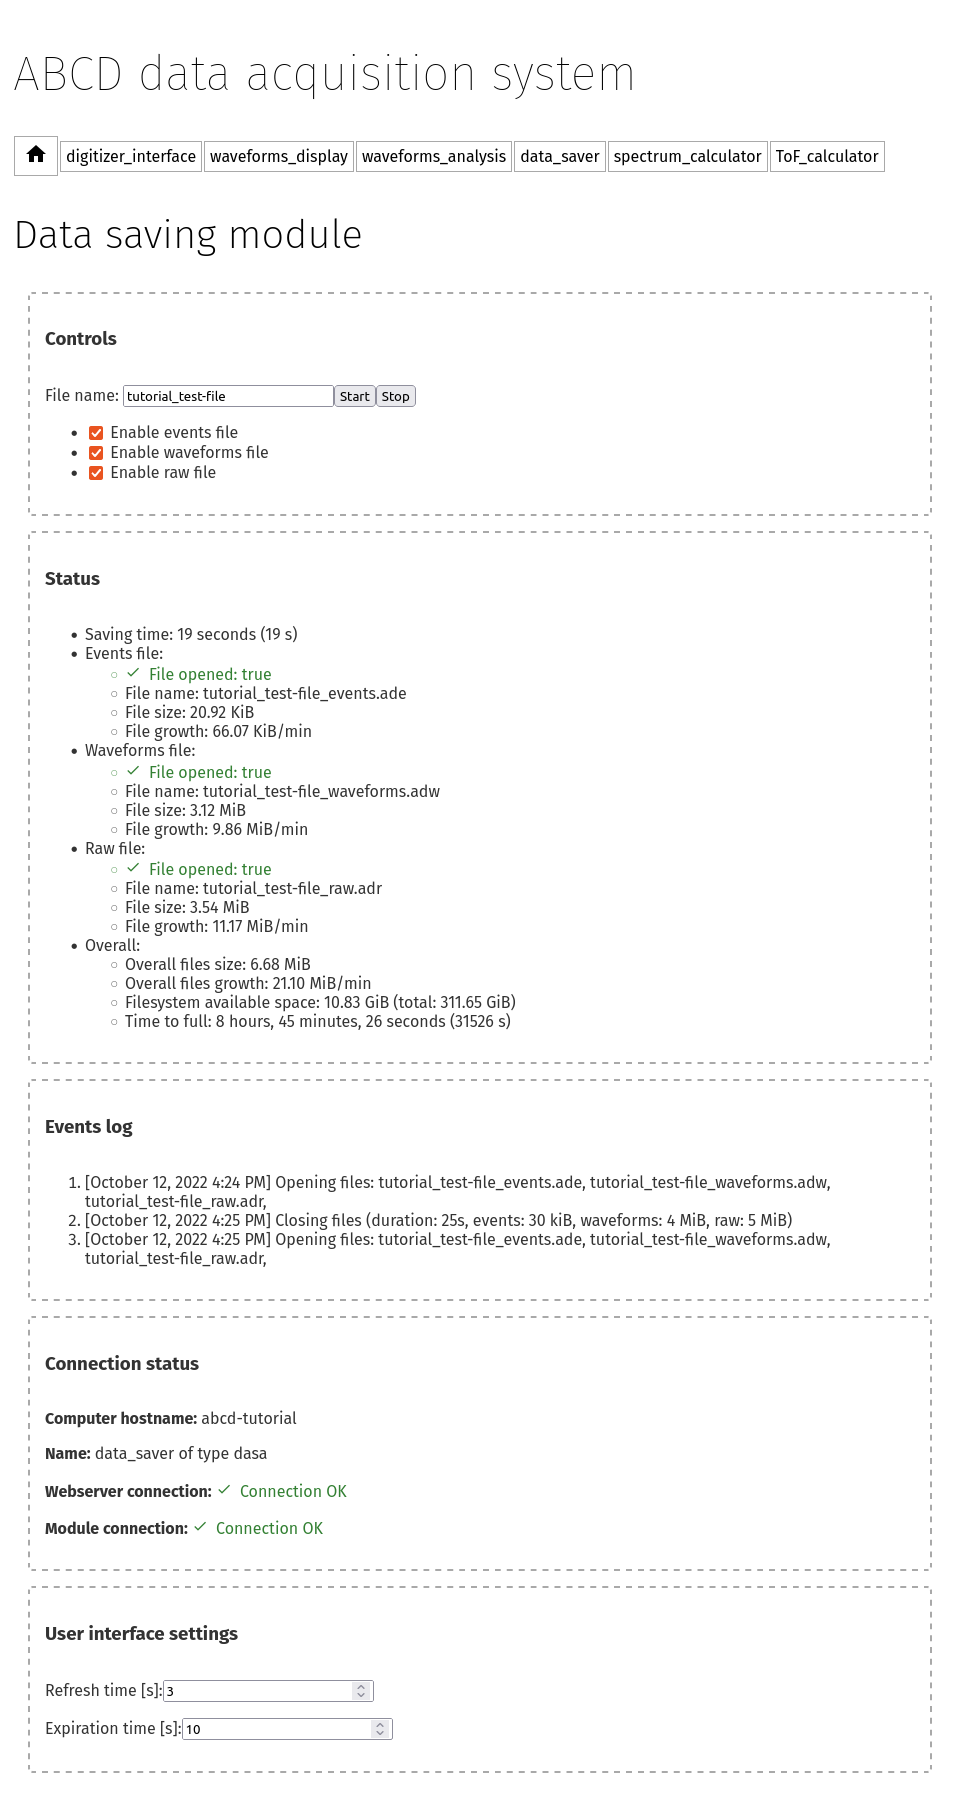 ABCD data acquisition system
digitizer_interface waveforms_display waveforms_analysis data_saver spectrum_calculator ToF_calculator
Data saving module
Controls
File name: tutorial_test-file Start Stop
Enable events file
Enable waveforms file
Enable raw file
Status
Saving time: 19 seconds (19 s)
Events file:
File opened: true
File name: tutorial_test-file_events.ade
File size: 20.92 KiB
File growth: 66.07 KiB/min
Waveforms file:
File opened: true
File name: tutorial_test-file_waveforms.adw
File size: 3.12 MiB
File growth: 9.86 MiB/min
Raw file:
File opened: true
File name: tutorial_test-file_raw.adr
File size: 3.54 MiB
File growth: 11.17 MiB/min
Overall:
Overall files size: 6.68 MiB
Overall files growth: 21.10 MiB/min
Filesystem available space: 10.83 GiB (total: 311.65 GiB)
Time to full: 8 hours, 45 minutes, 26 seconds (31526 s)
Events log
1. [October 12, 2022 4:24 PM] Opening files: tutorial_test-file_events.ade, tutorial_test-file_waveforms.adw,
tutorial_test-file_raw.adr,
2. [October 12, 2022 4:25 PM] Closing files (duration: 25s, events: 30 kiB, waveforms: 4 MiB, raw: 5 MiB)
3. [October 12, 2022 4:25 PM] Opening files: tutorial_test-file_events.ade, tutorial_test-file_waveforms.adw,
tutorial_test-file_raw.adr,
Connection status
Computer hostname: abcd-tutorial
Name: data_saver of type dasa
Webserver connection: ✓ Connection OK
Module connection: ✓ Connection OK
User interface settings
Refresh time [s]: 3
Expiration time [s]: 10